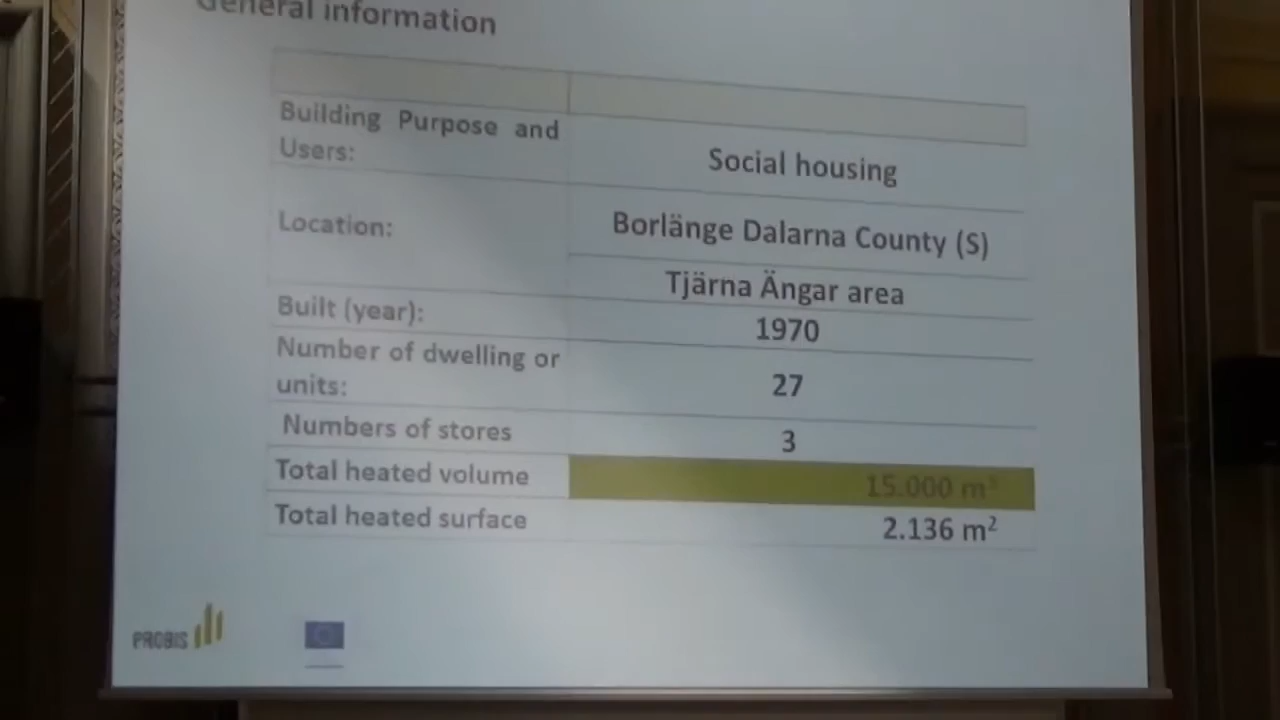 General information
Building Purpose and
Users:
Social housing
Location:
Borlänge Dalarna County (S)
Tjärna Ängar area
Built (year):
1970
Number of dwelling or
units:
27
Numbers of stores
3
Total heated volume
15.000 m³
Total heated surface
2.136 m²
PROBIS